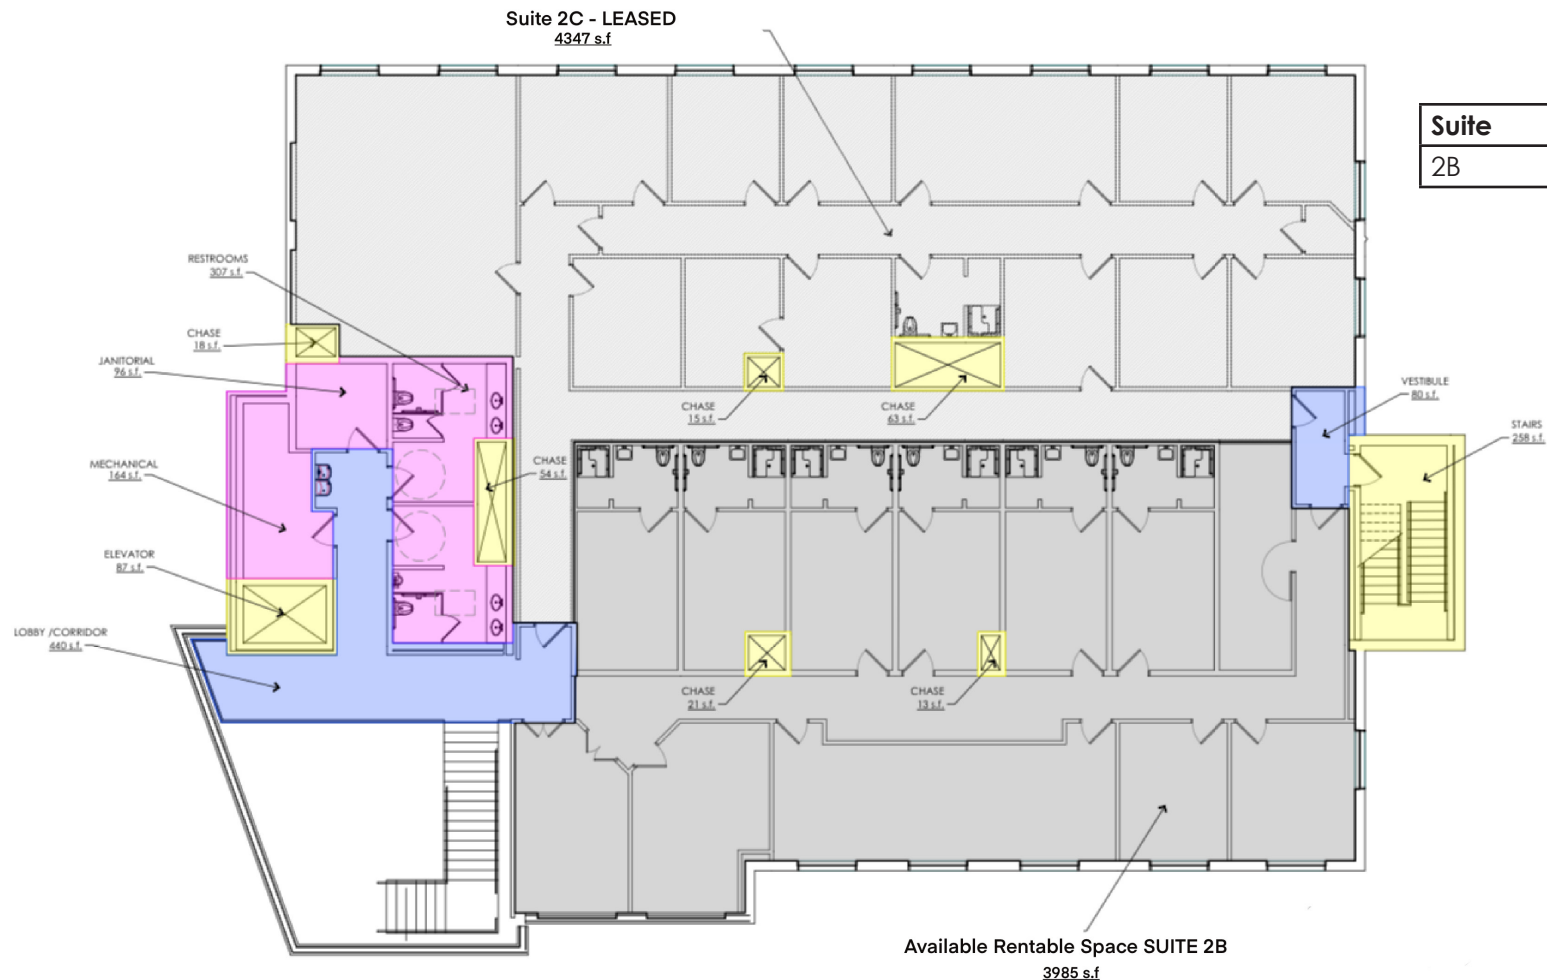 Suite 2C - LEASED
4347 s.f
Suite
2B
RESTROOMS
307 s.f.
CHASE
18 s.f.
JANITORIAL
96 s.f.
CHASE
15 s.f.
CHASE
63 s.f.
VESTIBULE
80 s.f.
STAIRS
258 s.f.
MECHANICAL
164 s.f.
CHASE
54 s.f.
ELEVATOR
87 s.f.
LOBBY /CORRIDOR
440 s.f.
CHASE
21 s.f.
CHASE
13 s.f.
Available Rentable Space SUITE 2B
3985 s.f